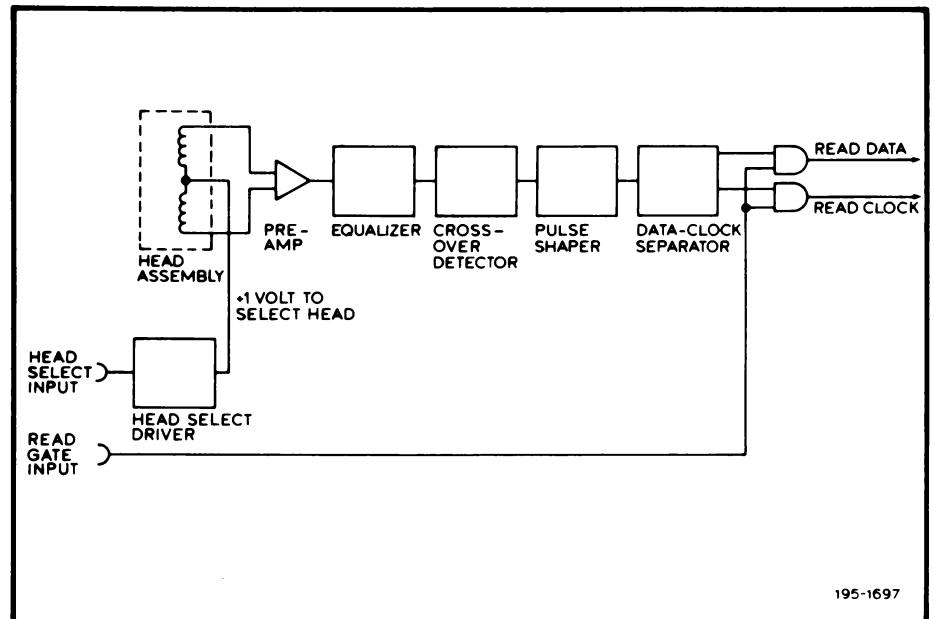 READ DATA
READ CLOCK
PRE-
AMP
EQUALIZER
CROSS-
OVER
DETECTOR
PULSE
SHAPER
DATA-CLOCK
SEPARATOR
HEAD
ASSEMBLY
+1 VOLT TO
SELECT HEAD
HEAD
SELECT
INPUT
HEAD SELECT
DRIVER
READ
GATE
INPUT
195-1697